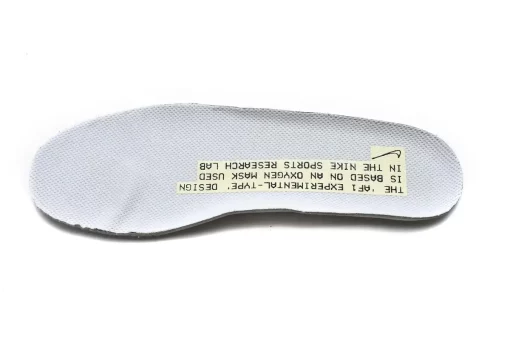 THE 'AF1 EXPERIMENTAL-TYPE' DESIGN
IS BASED ON AN OXYGEN MASK USED
IN THE NIKE SPORTS RESEARCH LAB